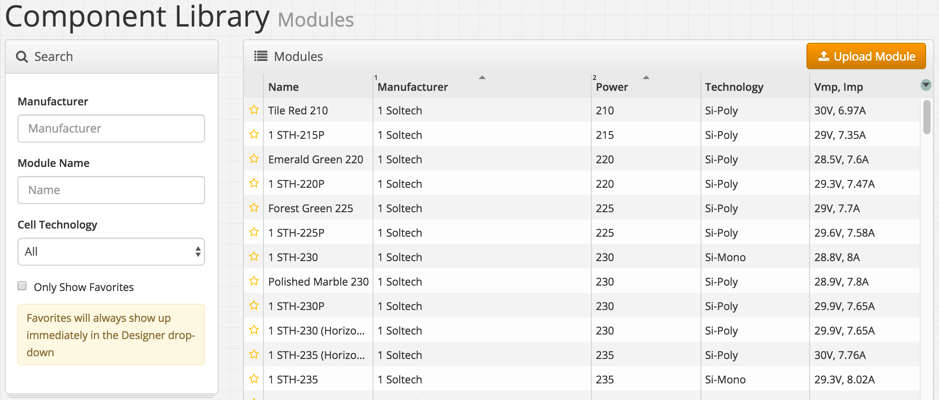 Component Library Modules
Search
Manufacturer
Manufacturer
Module Name
Name
Cell Technology
All
Only Show Favorites
Favorites will always show up
immediately in the Designer drop-
down
Modules
Upload Module
Name 1 Manufacturer 2 Power Technology Vmp, Imp
Tile Red 210 1 Soltech 210 Si-Poly 30V, 6.97A
1 STH-215P 1 Soltech 215 Si-Poly 29V, 7.35A
Emerald Green 220 1 Soltech 220 Si-Poly 28.5V, 7.6A
1 STH-220P 1 Soltech 220 Si-Poly 29.3V, 7.47A
Forest Green 225 1 Soltech 225 Si-Poly 29V, 7.7A
1 STH-225P 1 Soltech 225 Si-Poly 29.6V, 7.58A
1 STH-230 1 Soltech 230 Si-Mono 28.8V, 8A
Polished Marble 230 1 Soltech 230 Si-Poly 28.9V, 7.8A
1 STH-230P 1 Soltech 230 Si-Poly 29.9V, 7.65A
1 STH-230 (Horizo... 1 Soltech 230 Si-Poly 29.9V, 7.65A
1 STH-235 (Horizo... 1 Soltech 235 Si-Poly 30V, 7.76A
1 STH-235 1 Soltech 235 Si-Mono 29.3V, 8.02A